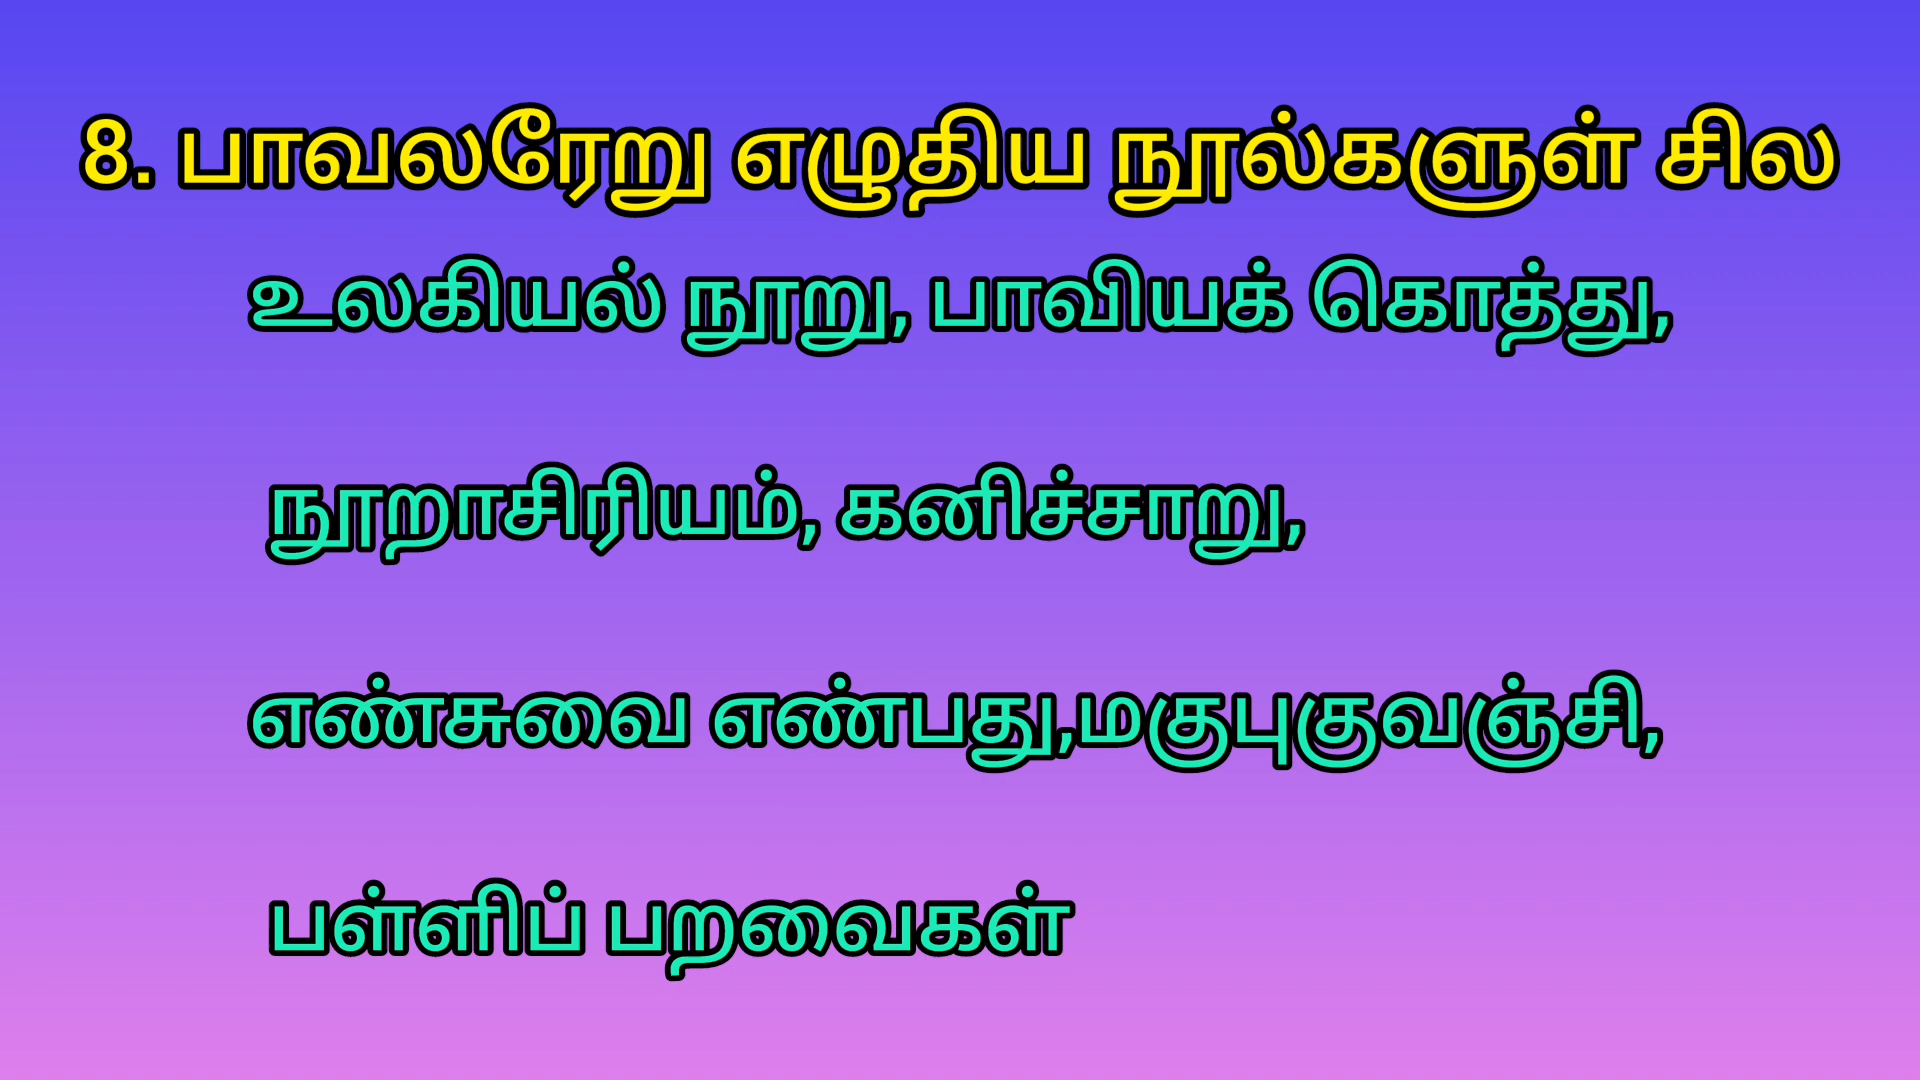 8. பாவலரேறு எழுதிய நூல்களுள் சில
உலகியல் நூறு, பாவியக் கொத்து,
நூறாசிரியம், கனிச்சாறு,
எண்சுவை எண்பது,மகுபுகுவஞ்சி,
பள்ளிப் பறவைகள்